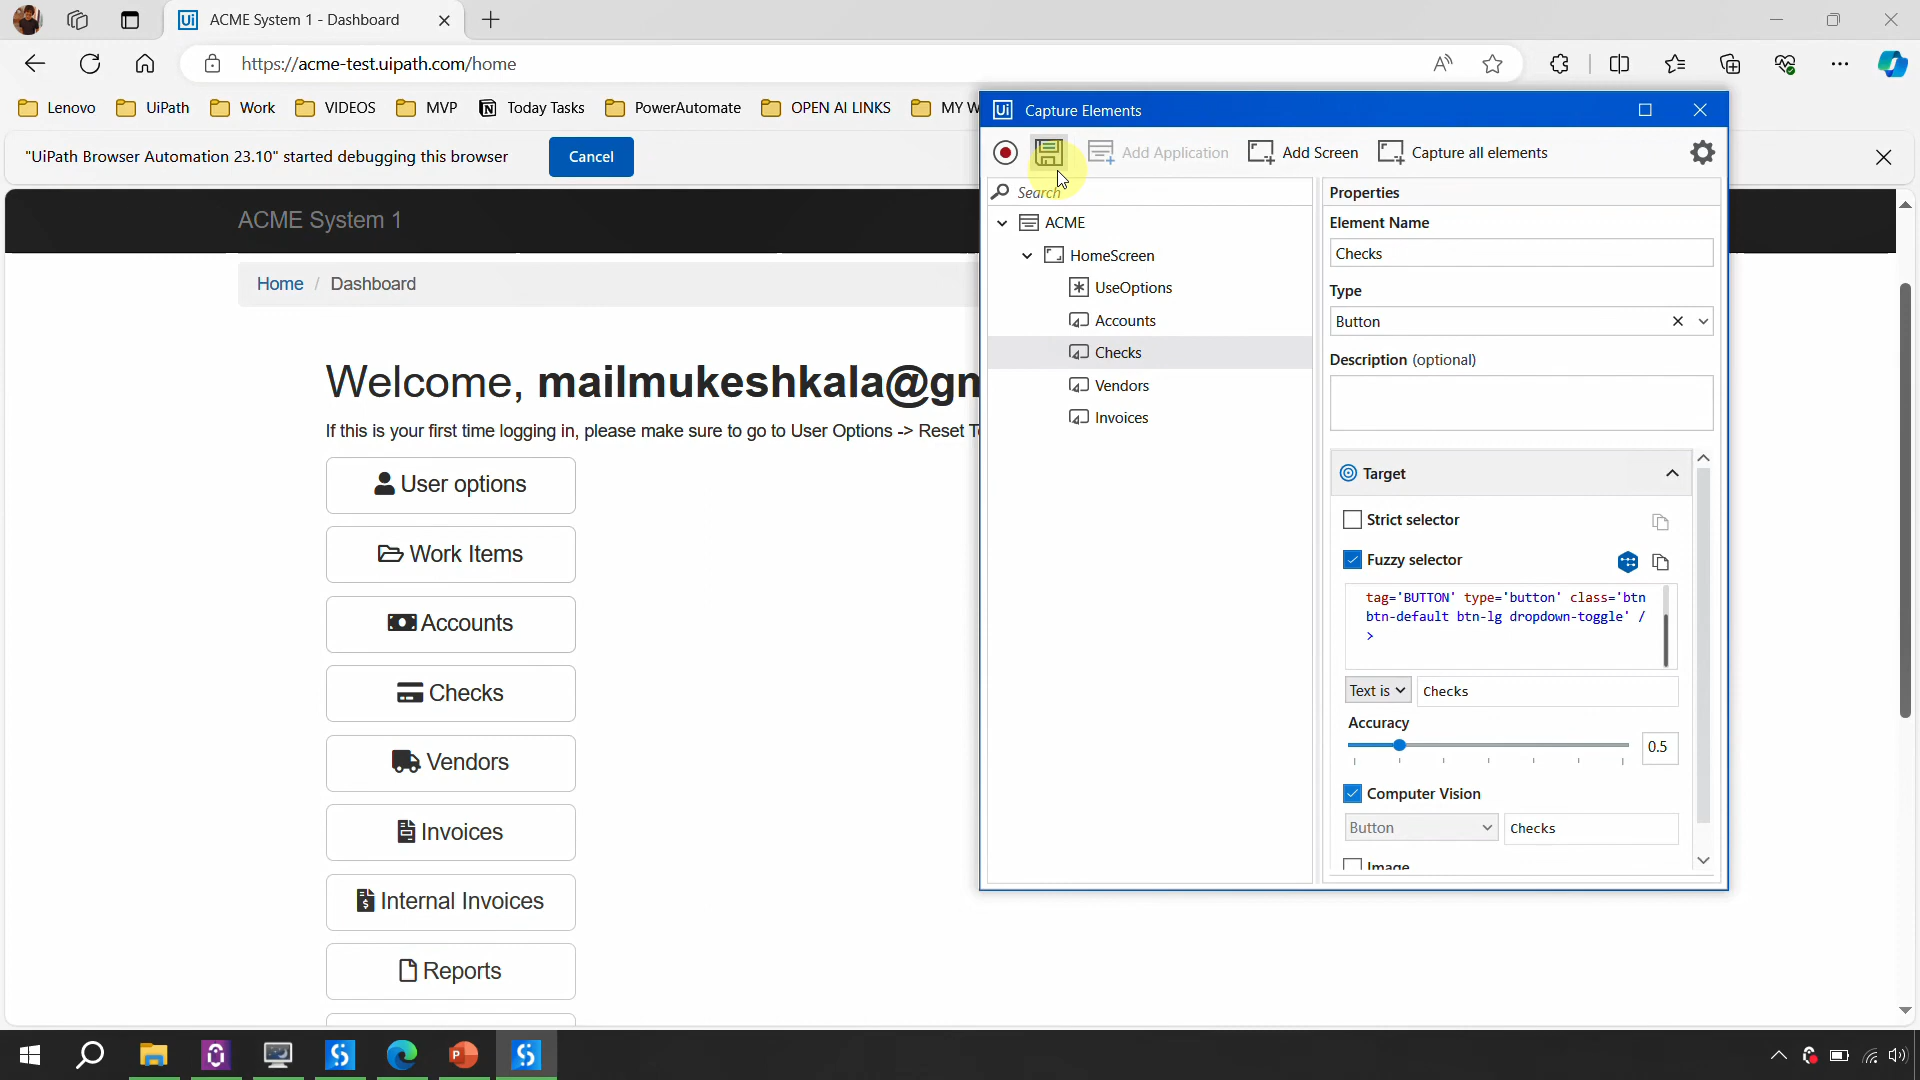 ACME System 1 - Dashboard
https://acme-test.uipath.com/home
Lenovo
UiPath
Work
VIDEOS
MVP
Today Tasks
PowerAutomate
OPEN AI LINKS
MY W
"UiPath Browser Automation 23.10" started debugging this browser
Cancel
ACME System 1
Home / Dashboard
Welcome, mailmukeshkala@gm
If this is your first time logging in, please make sure to go to User Options -> Reset T
User options
Work Items
Accounts
Checks
Vendors
Invoices
Internal Invoices
Reports
Ui Capture Elements
Add Application
Add Screen
Capture all elements
Search
ACME
HomeScreen
UseOptions
Accounts
Checks
Vendors
Invoices
Properties
Element Name
Checks
Type
Button
Description (optional)
Target
Strict selector
Fuzzy selector
tag='BUTTON' type='button' class='btn
btn-default btn-lg dropdown-toggle' /
>
Text is
Checks
Accuracy
0.5
Computer Vision
Button
Checks
Image